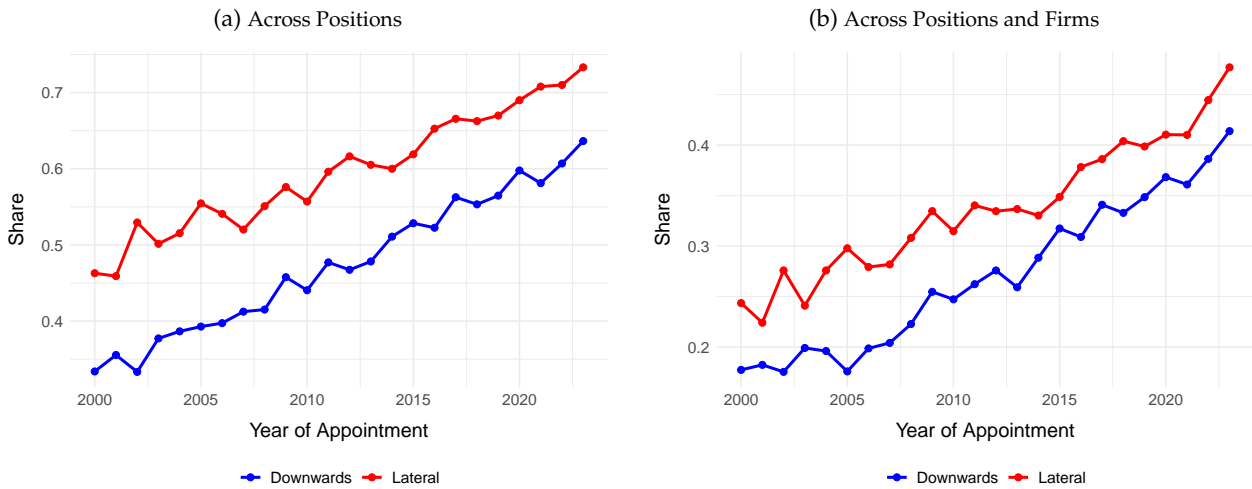 (a) Across Positions
0.7
0.6
0.5
0.4
Share
2000 2005 2010 2015 2020
Year of Appointment
Downwards Lateral
(b) Across Positions and Firms
0.4
0.3
0.2
Share
2000 2005 2010 2015 2020
Year of Appointment
Downwards Lateral